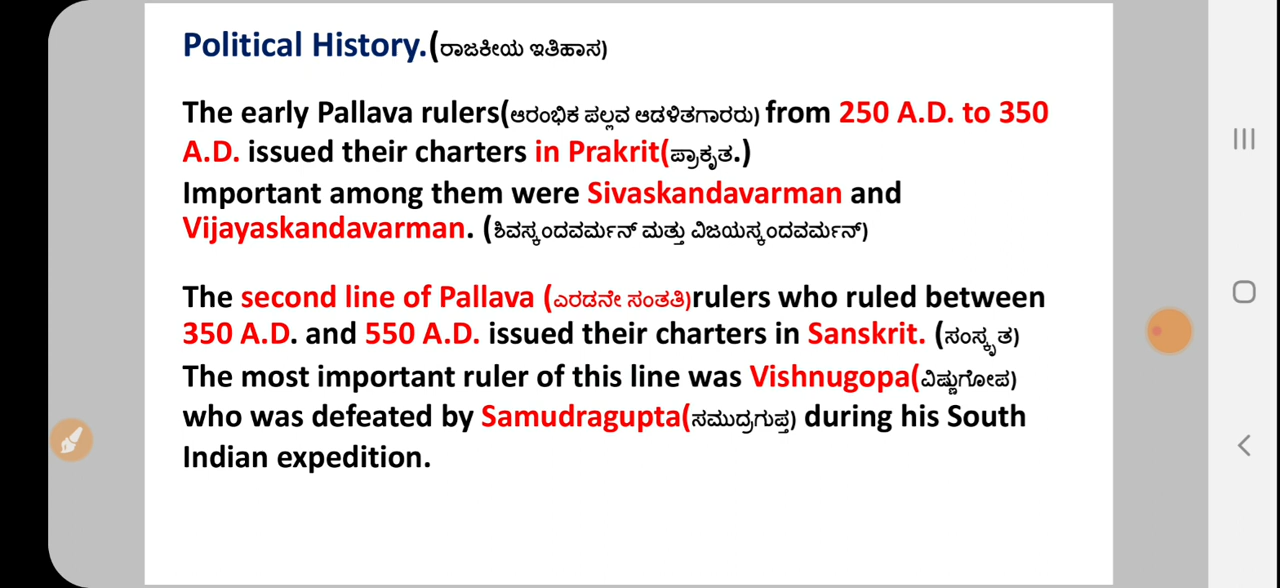 Political History.(ರಾಜಕೀಯ ಇತಿಹಾಸ)
The early Pallava rulers(ಆರಂಭಿಕ ಪಲ್ಲವ ಆಡಳಿತಗಾರರು) from 250 A.D. to 350
A.D. issued their charters in Prakrit(ಪ್ರಾಕೃತ.)
Important among them were Sivaskandavarman and
Vijayaskandavarman. (ಶಿವಸ್ಕಂದವರ್ಮನ್ ಮತ್ತು ವಿಜಯಸ್ಕಂದವರ್ಮನ್)
The second line of Pallava (ಎರಡನೇ ಸಂತತಿ)rulers who ruled between
350 A.D. and 550 A.D. issued their charters in Sanskrit. (ಸಂಸ್ಕೃತ)
The most important ruler of this line was Vishnugopa(ವಿಷ್ಣುಗೋಪ)
who was defeated by Samudragupta(ಸಮುದ್ರಗುಪ್ತ) during his South
Indian expedition.